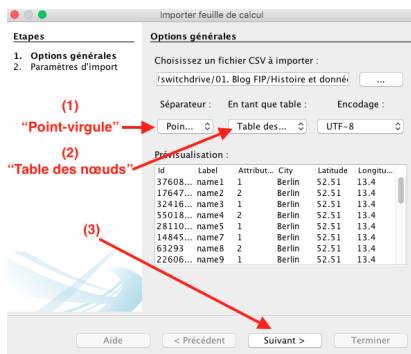 Importer feuille de calcul
Etapes
Options générales
1. Options générales
2. Paramètres d'import
Choisissez un fichier CSV à importer :
/switchdrive/01. Blog FIP/Histoire et donné
...
Séparateur : En tant que table : Encodage :
(1)
"Point-virgule"
Poin... Table des... UTF-8
(2)
"Table des nœuds"
Prévisualisation :
Id Label Attribut... City Latitude Longitu...
37608... name1 1 Berlin 52.51 13.4
17647... name2 2 Berlin 52.51 13.4
32416... name3 1 Berlin 52.51 13.4
55018... name4 2 Berlin 52.51 13.4
28110... name5 1 Berlin 52.51 13.4
14845... name7 1 Berlin 52.51 13.4
63293 name8 2 Berlin 52.51 13.4
22606... name9 1 Berlin 52.51 13.4
(3)
Aide < Précédent Suivant > Terminer